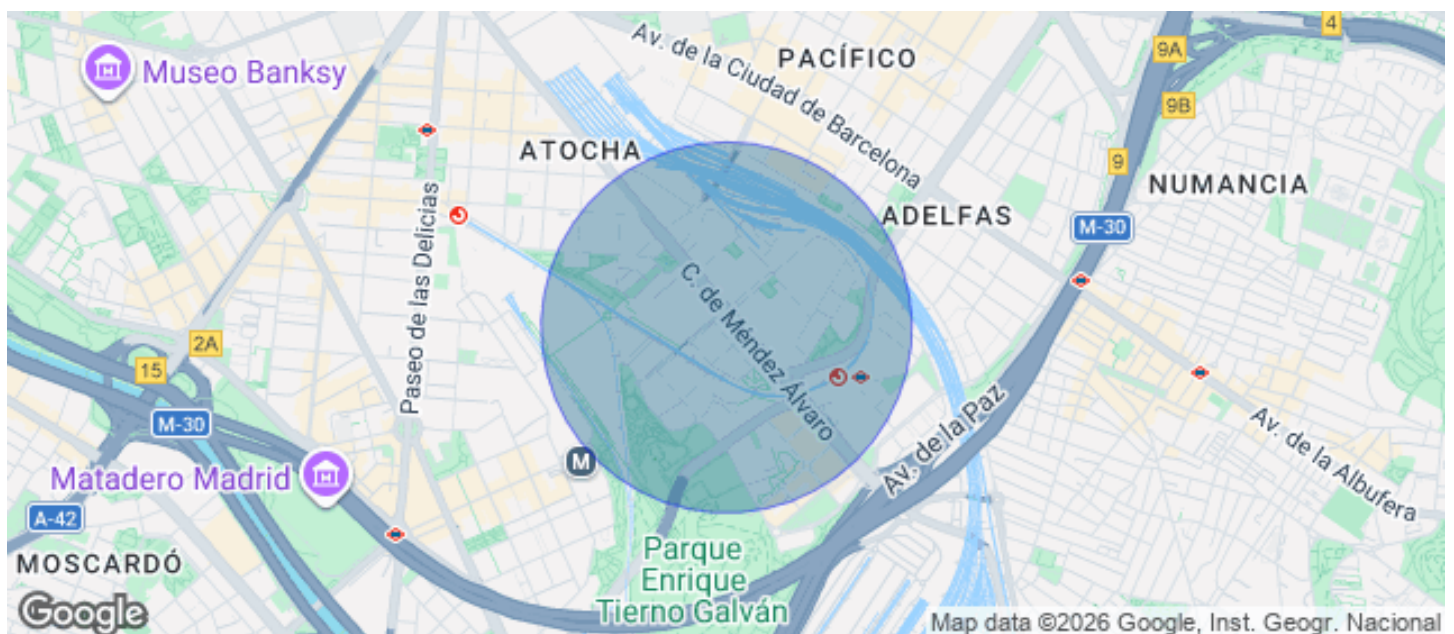 4
9A
PACÍFICO
Av. de la Ciudad de Barcelona
Museo Banksy
9B
ATOCHA
9
NUMANCIA
ADELFAS
M-30
Paseo de las Delicias
C. de Méndez Álvaro
2A
15
M-30
Av. de la Paz
Av. de la Albufera
M
Matadero Madrid
A-42
MOSCARDÓ
Parque
Enrique
Tierno Galván
Google
Map data ©2026 Google, Inst. Geogr. Nacional